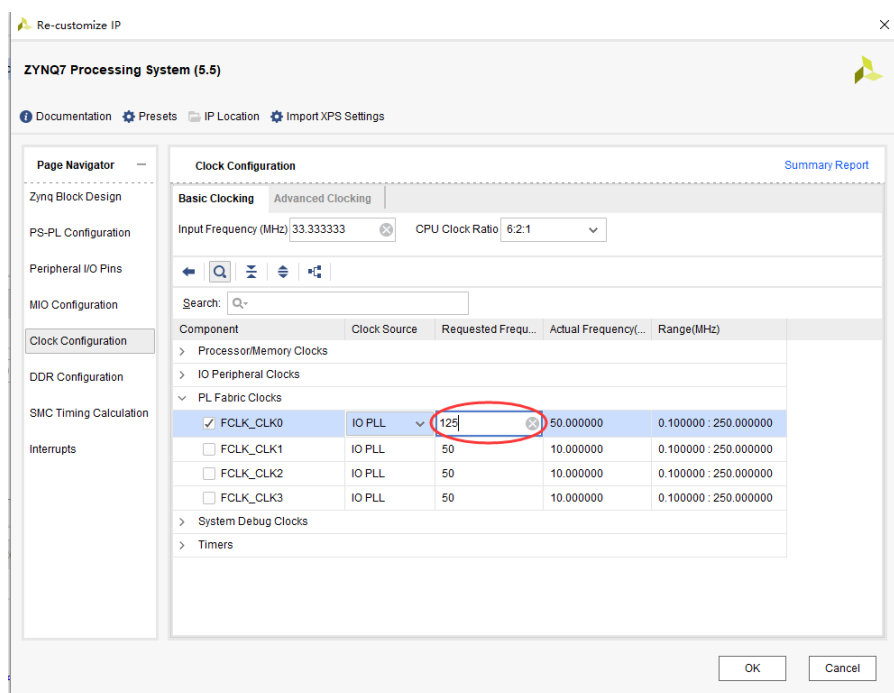 Re-customize IP
ZYNQ7 Processing System (5.5)
Documentation Presets IP Location Import XPS Settings
Page Navigator
Zynq Block Design
PS-PL Configuration
Peripheral I/O Pins
MIO Configuration
Clock Configuration
DDR Configuration
SMC Timing Calculation
Interrupts
Clock Configuration Summary Report
Basic Clocking Advanced Clocking
Input Frequency (MHz) 33.333333 CPU Clock Ratio 6:2:1
Search:
Component Clock Source Requested Frequ... Actual Frequency(... Range(MHz)
Processor/Memory Clocks
IO Peripheral Clocks
PL Fabric Clocks
FCLK_CLK0 IO PLL 125 50.000000 0.100000 : 250.000000
FCLK_CLK1 IO PLL 50 10.000000 0.100000 : 250.000000
FCLK_CLK2 IO PLL 50 10.000000 0.100000 : 250.000000
FCLK_CLK3 IO PLL 50 10.000000 0.100000 : 250.000000
System Debug Clocks
Timers
OK Cancel